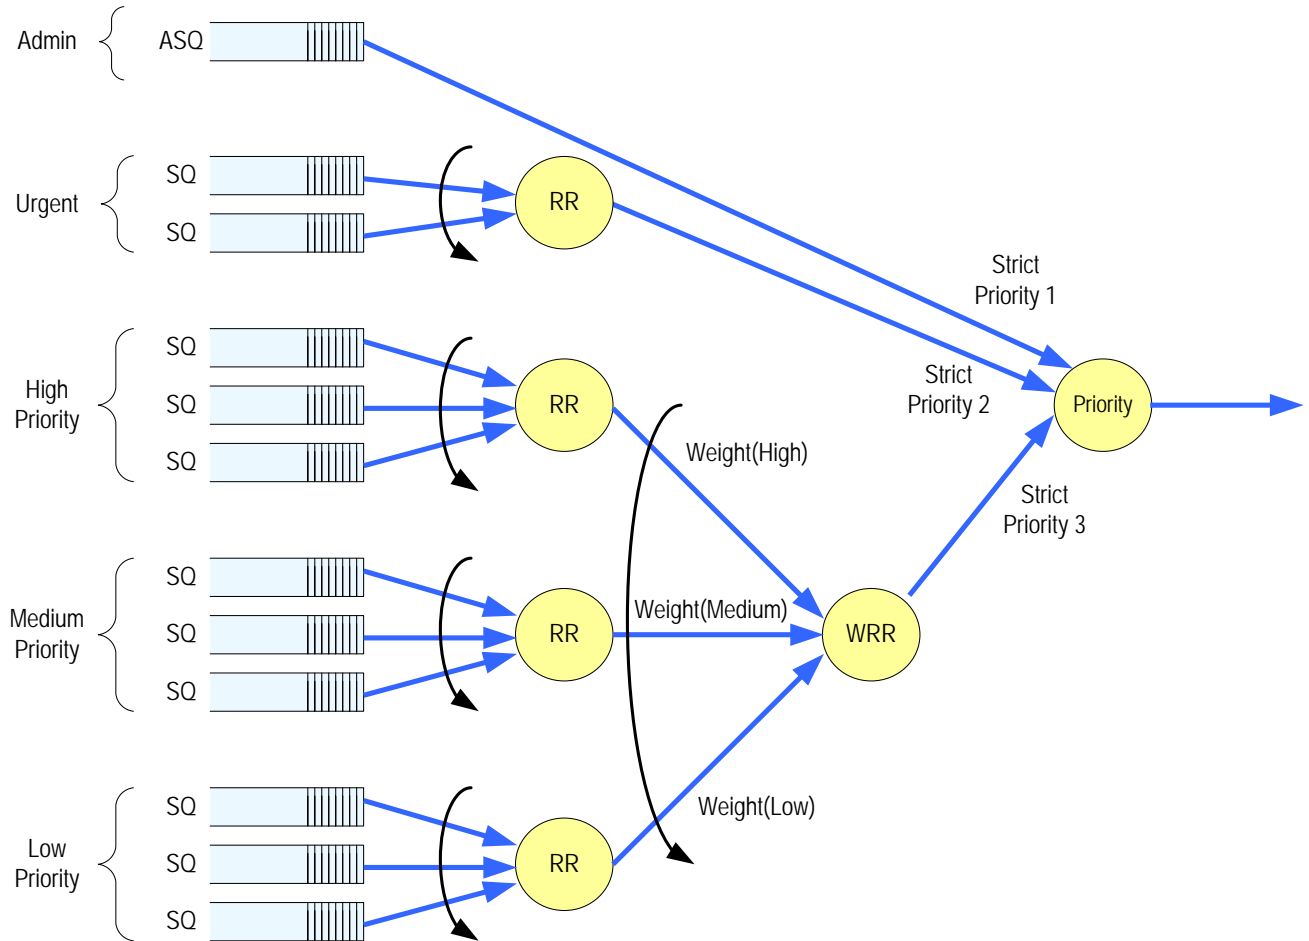 Admin
ASQ
Urgent
SQ
SQ
RR
Strict
Priority 1
Strict
Priority 2
Priority
High
Priority
SQ
SQ
SQ
RR
Weight(High)
Strict
Priority 3
Medium
Priority
SQ
SQ
SQ
RR
Weight(Medium)
WRR
Low
Priority
SQ
SQ
SQ
RR
Weight(Low)